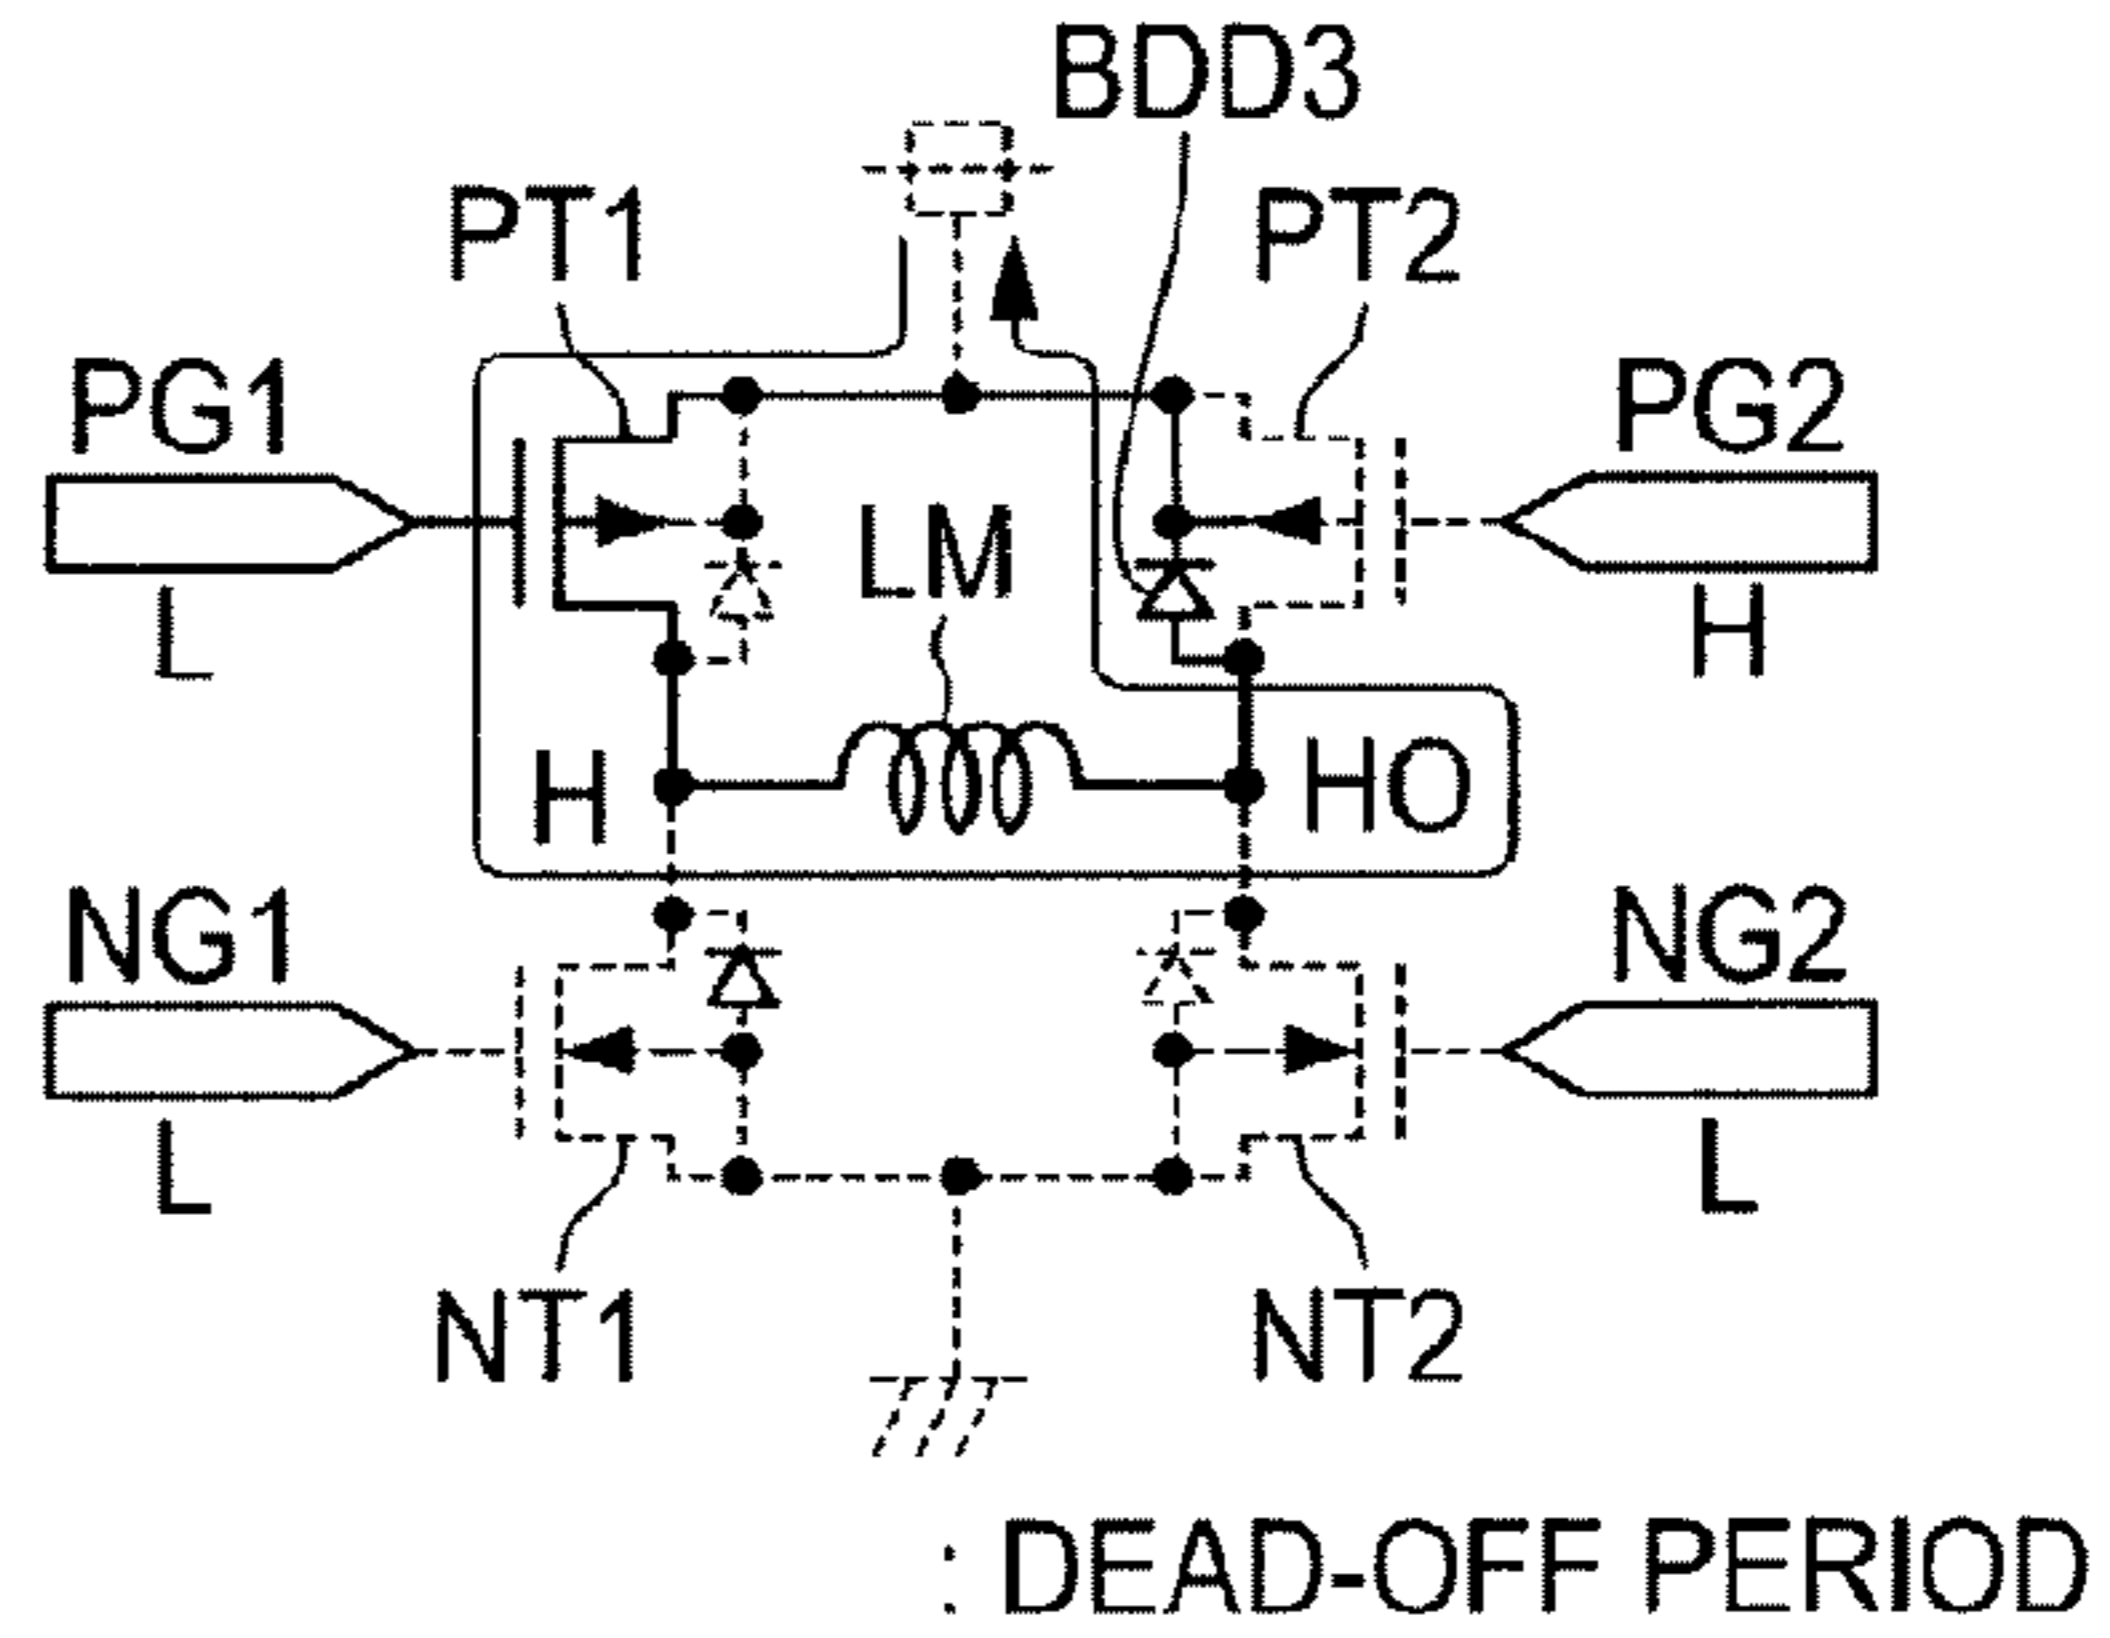 BDD3
PT1
PT2
PG1
PG2
L
LM
H
H
HO
NG1
NG2
L
L
NT1
NT2
: DEAD-OFF PERIOD